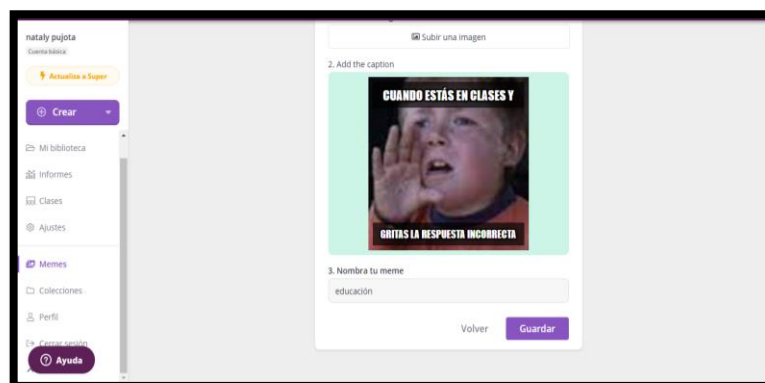 nataly pujota
Cuenta básica
Actualiza a Super
Crear
Mi biblioteca
Informes
Clases
Ajustes
Memes
Colecciones
Perfil
Cerrar sesión
Ayuda
Subir una imagen
2. Add the caption
CUANDO ESTÁS EN CLASES Y
GRITAS LA RESPUESTA INCORRECTA
3. Nombra tu meme
educación
Volver
Guardar